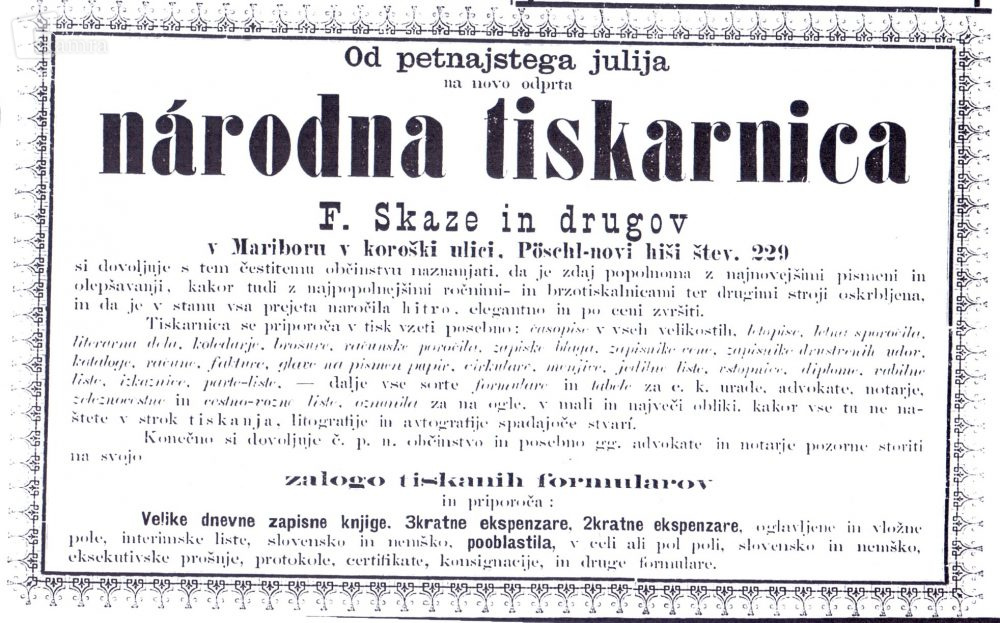 Od petnajstega julija
na novo odprta
národna tiskarnica
F. Skaze in drugov
v Mariboru v koroški ulici, Pöschl-novi hiši štev. 229
si dovoljuje s tem čestitemu občinstvu naznanjati, da je zdaj popolnoma z najnovejšimi pismeni in
olepšavanji, kakor tudi z najpopolnejšimi ročnimi- in brzotiskalnicami ter drugimi stroji oskrbljena,
in da je v stanu vsa prejeta naročila hitro, elegantno in po ceni zvršiti.
Tiskarnica se priporoča v tisk vzeti posebno: časopise v vseh velikostih, letopise, letna sporočila,
literarna dela, koledarje, brošure, računske poročila, zapiske blaga, zapisnike cene, zapisnike društvenih udov,
kataloge, račune, fakture, glave na pismen papir, cirkulare, menjice, jedilne liste, vstopnice, diplome, vabilne
liste, izkaznice, parte-liste, — dalje vse sorte formulare in tabele za c. k. urade, advokate, notarje,
železnocestne in cestno-vozne liste, oznanila za na ogle, v mali in največi obliki, kakor vse tu ne na-
štete v strok tiskanja, litografije in avtografije spadajoče stvari.
Konečno si dovoljuje č. p. n. občinstvo in posebno gg. advokate in notarje pozorne storiti
na svojo
zalogo tiskanih formularov
in priporoča:
Velike dnevne zapisne knjige, 3kratne ekspenzare, 2kratne ekspenzare, oglavljene in vložne
pole, interimske liste, slovensko in nemško, pooblastila, v celi ali pol poli, slovensko in nemško,
eksekutivske prošnje, protokole, certifikate, konsignacije, in druge formulare.